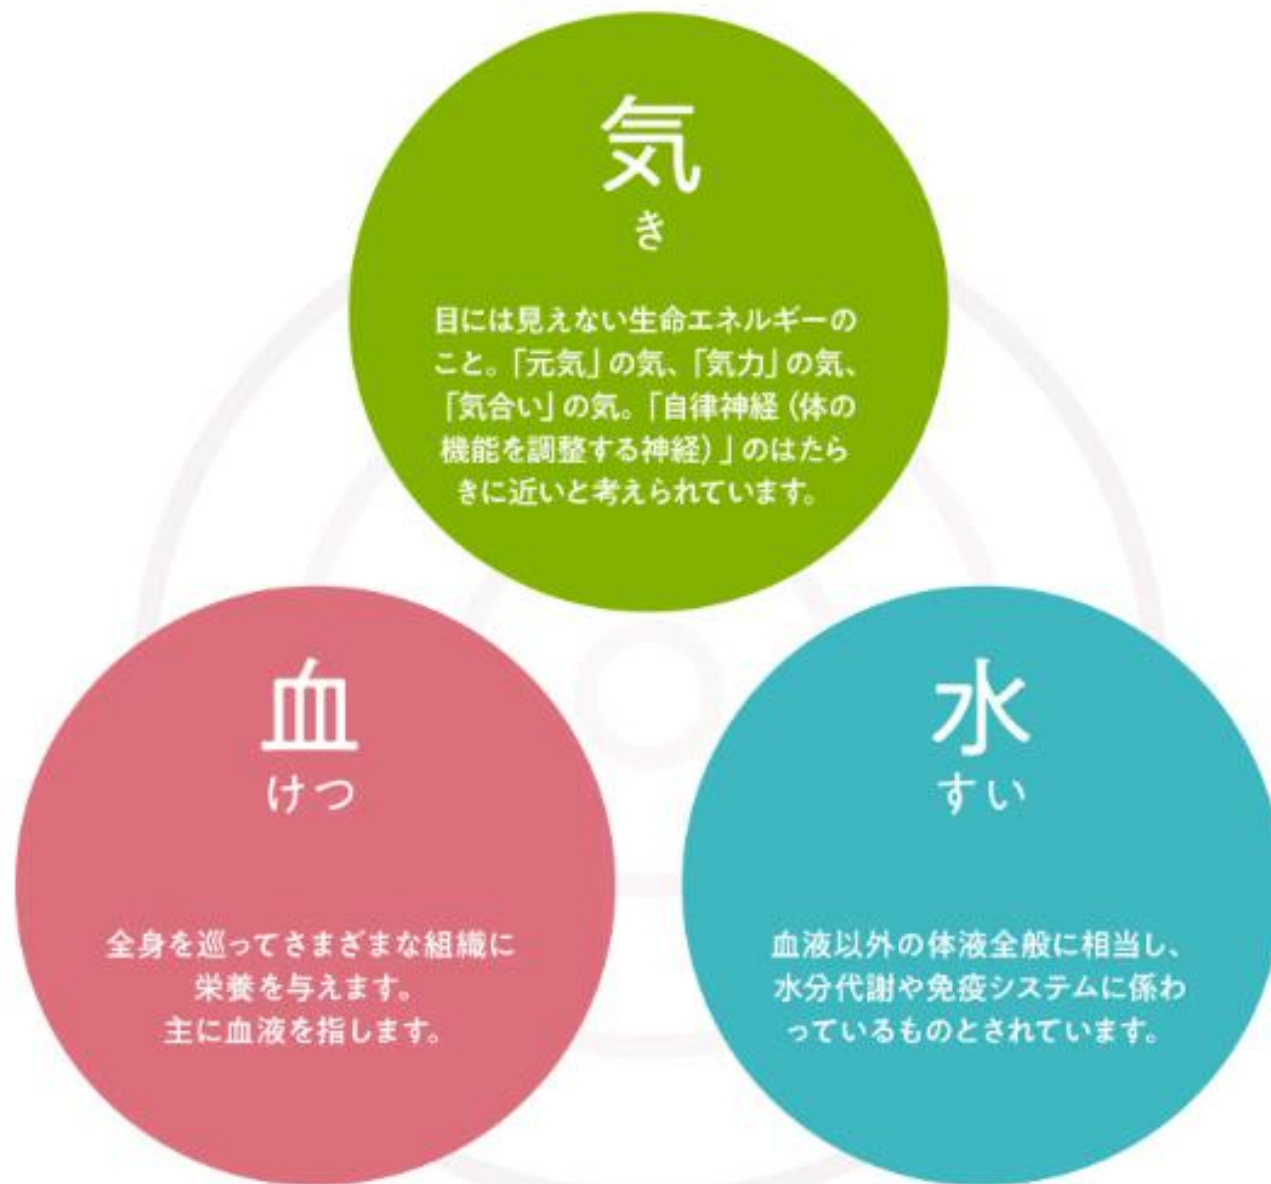 気
き
目には見えない生命エネルギーの
こと。「元気」の気、「気力」の気、
「気合い」の気。「自律神経（体の
機能を調整する神経）」のはたら
きに近いと考えられています。
血
けつ
全身を巡ってさまざまな組織に
栄養を与えます。
主に血液を指します。
水
すい
血液以外の体液全般に相当し、
水分代謝や免疫システムに係わ
っているものとされています。